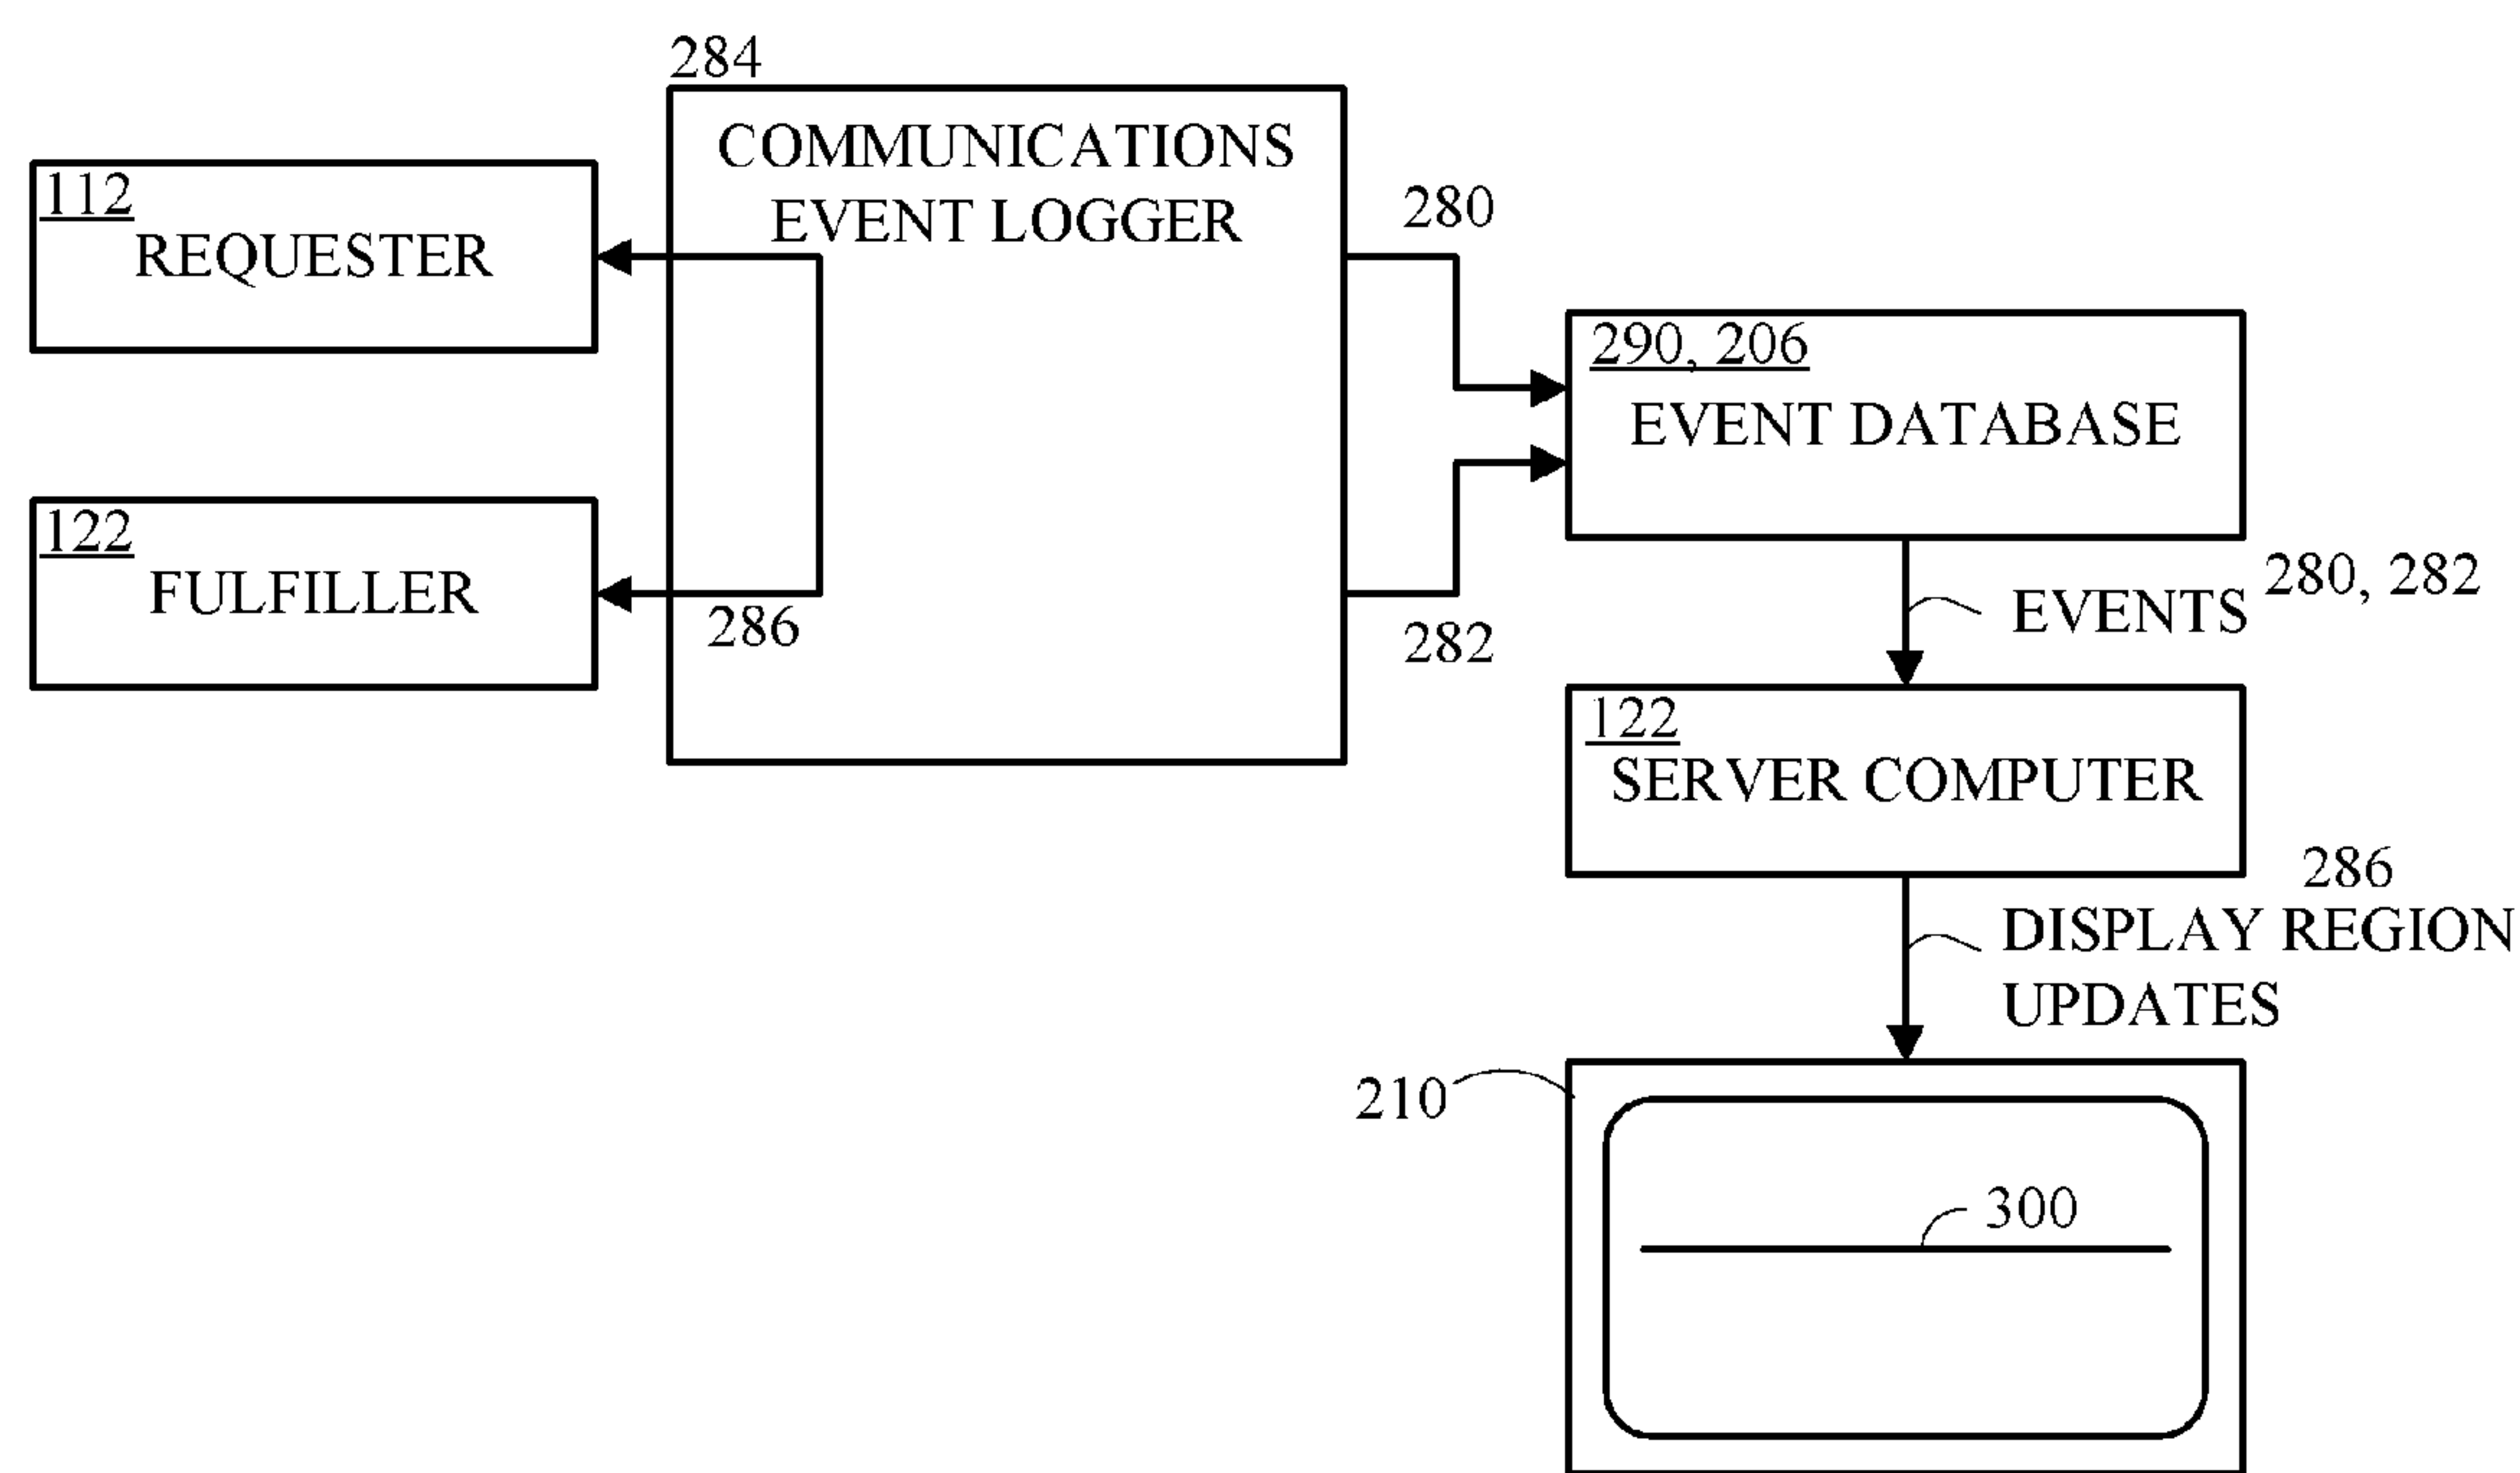 284
COMMUNICATIONS
EVENT LOGGER
112
REQUESTER
280
290, 206
EVENT DATABASE
122
FULFILLER
286
282
280, 282
EVENTS
122
SERVER COMPUTER
286
DISPLAY REGION
UPDATES
210
300